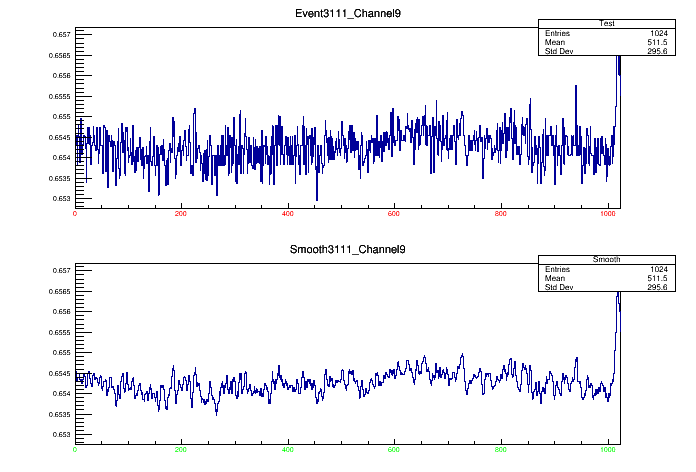 Event3111_Channel9
Test
Entries 1024
Mean 511.5
Std Dev 295.6
0.657
0.6565
0.656
0.6555
0.655
0.6545
0.654
0.6535
0.653
0 200 400 600 800 1000
Smooth3111_Channel9
Smooth
Entries 1024
Mean 511.5
Std Dev 295.6
0.657
0.6565
0.656
0.6555
0.655
0.6545
0.654
0.6535
0.653
0 200 400 600 800 1000